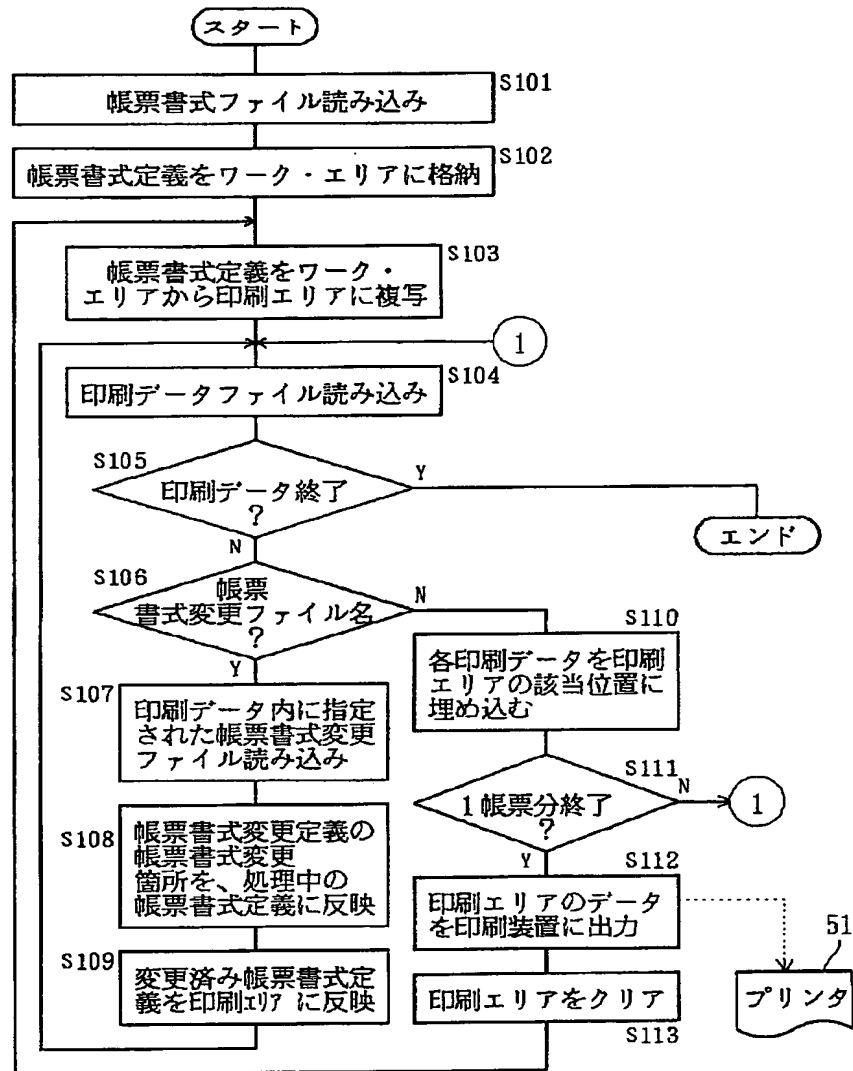 スタート
S101
帳票書式ファイル読み込み
S102
帳票書式定義をワーク・エリアに格納
S103
帳票書式定義をワーク・
エリアから印刷エリアに複写
1
S104
印刷データファイル読み込み
S105
印刷データ終了
?
Y
エンド
N
S106
帳票
書式変更ファイル名
?
N
Y
S107
印刷データ内に指定
された帳票書式変更
ファイル読み込み
S108
帳票書式変更定義の
帳票書式変更
箇所を、処理中の
帳票書式定義に反映
S109
変更済み帳票書式定
義を印刷エリアに反映
S110
各印刷データを印刷
エリアの該当位置に
埋め込む
S111
1帳票分終了
?
N
1
Y
S112
印刷エリアのデータ
を印刷装置に出力
51
プリンタ
印刷エリアをクリア
S113